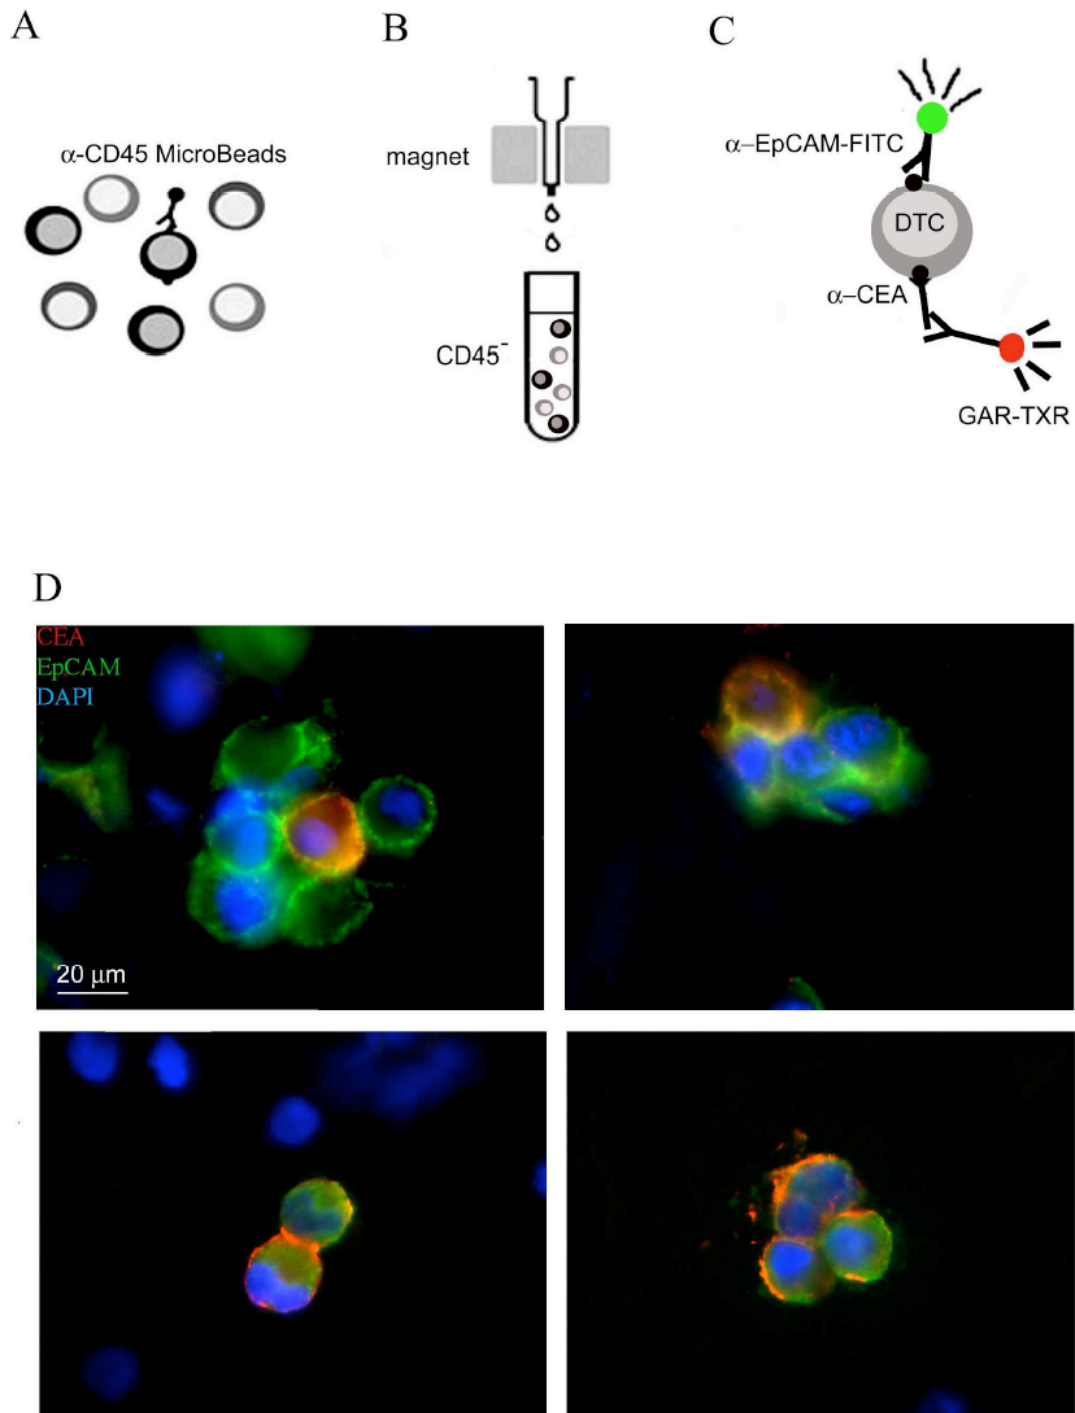 A
α-CD45 MicroBeads
B
magnet
CD45⁻
C
α–EpCAM-FITC
DTC
α–CEA
GAR-TXR
D
CEA
EpCAM
DAPI
20 μm